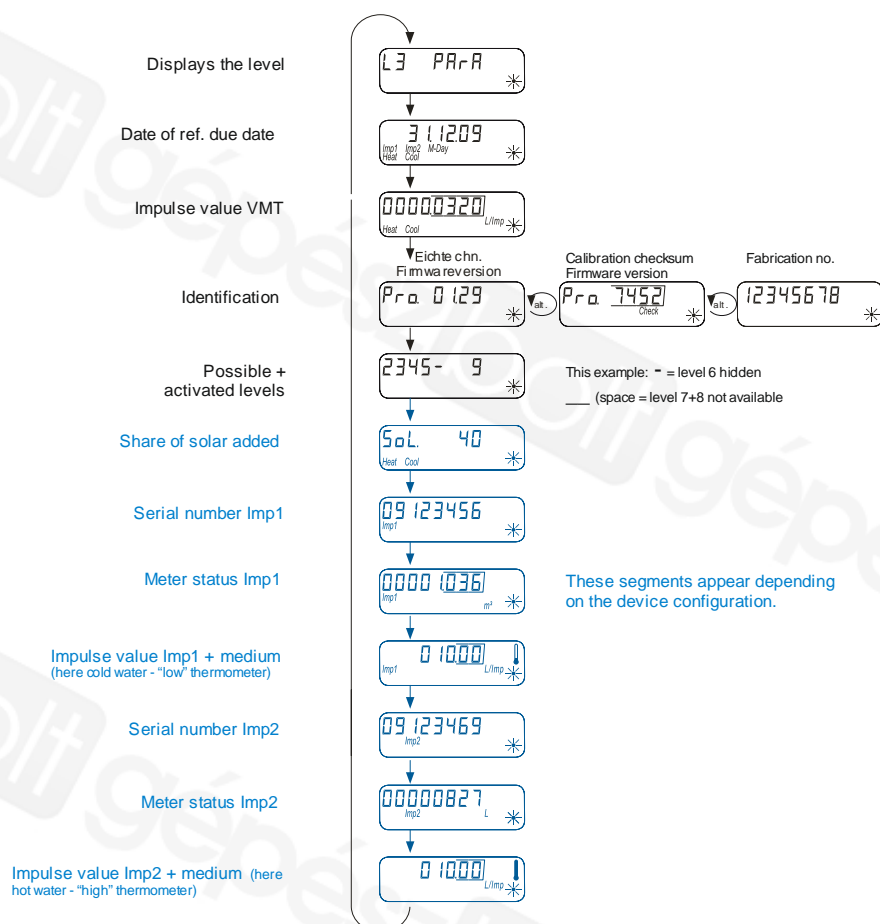 Displays the level
L3 PArA
Date of ref. due date
31.12.09
Imp1 Imp2 M-Day
Heat Cool
Impulse value VMT
0000.0320
L/Imp
Heat Cool
Eichte chn.
Firmwareversion
Calibration checksum
Firmware version
Fabrication no.
Identification
Pro. 01.29
alt.
Pro. 7452
Check
alt.
12345678
Possible +
activated levels
2345- 9
This example: - = level 6 hidden
___ (space = level 7+8 not available
Share of solar added
SoL. 40
Heat Cool
Serial number Imp1
09123456
Imp1
Meter status Imp1
00001.036
Imp1 m³
These segments appear depending
on the device configuration.
Impulse value Imp1 + medium
(here cold water - “low” thermometer)
010.00
Imp1 L/Imp
Serial number Imp2
09123469
Imp2
Meter status Imp2
00000827
Imp2 L
Impulse value Imp2 + medium (here
hot water - “high” thermometer)
010.00
L/Imp
gépészbolt
gépészbolt